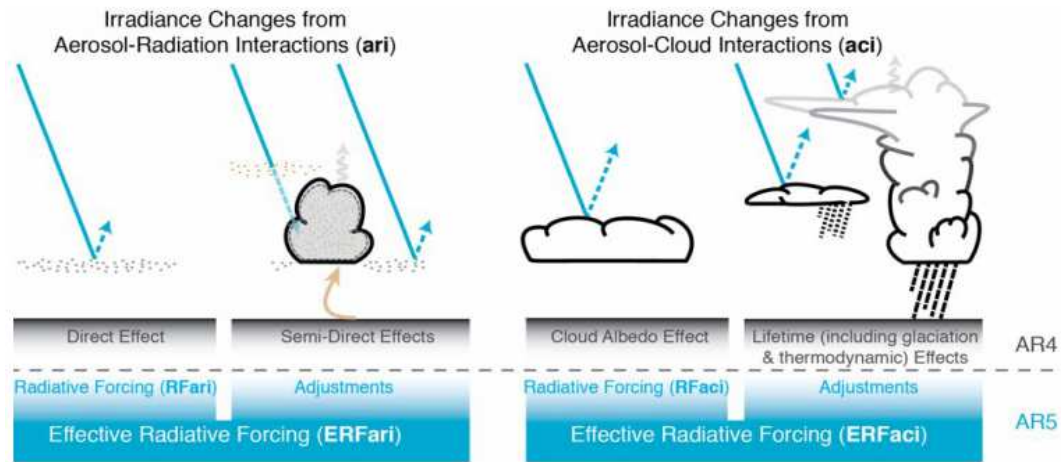 Irradiance Changes from
Aerosol-Radiation Interactions (ari)
Irradiance Changes from
Aerosol-Cloud Interactions (aci)
Direct Effect
Semi-Direct Effects
Cloud Albedo Effect
Lifetime (including glaciation
& thermodynamic) Effects
AR4
Radiative Forcing (RFari)
Adjustments
Radiative Forcing (RFaci)
Adjustments
AR5
Effective Radiative Forcing (ERFari)
Effective Radiative Forcing (ERFaci)